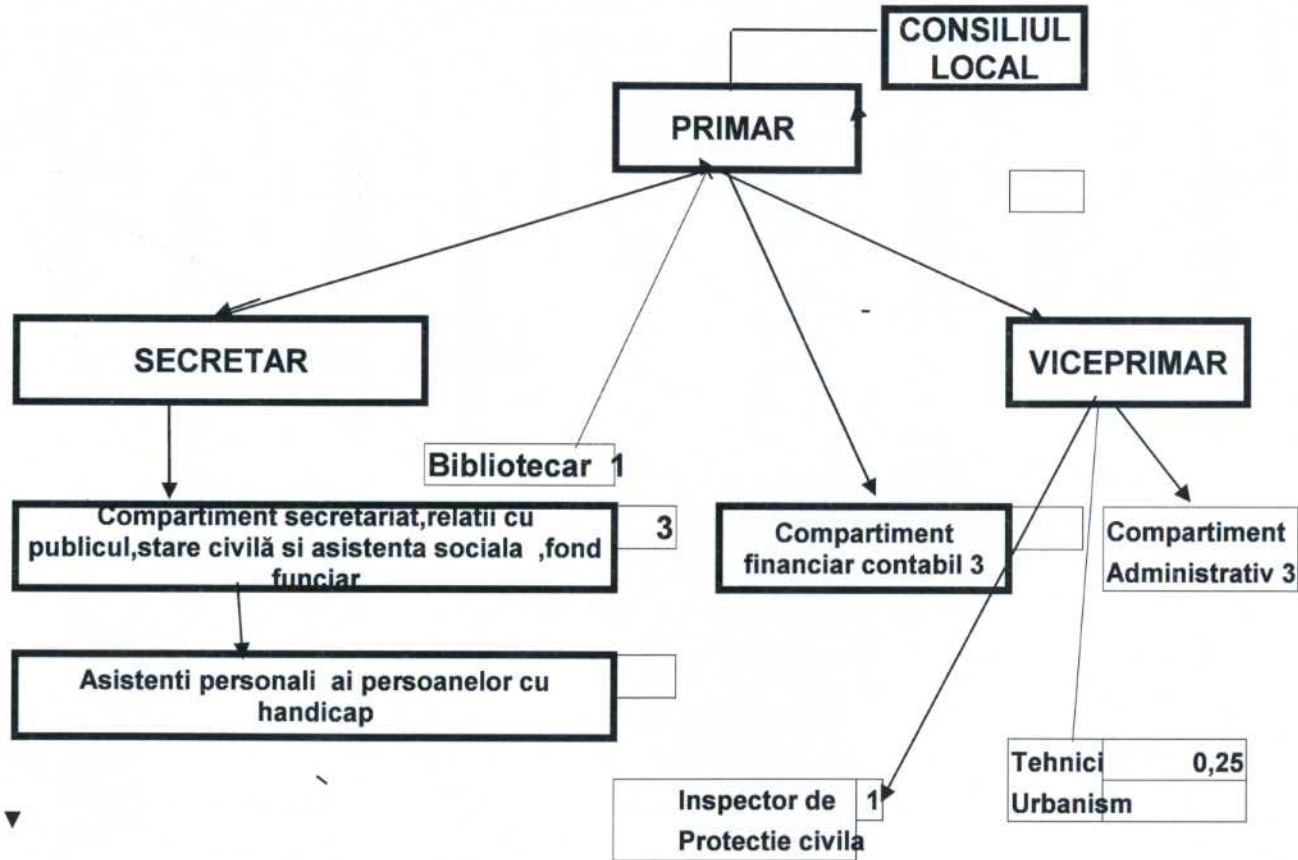 CONSILIUL
LOCAL
PRIMAR
SECRETAR
VICEPRIMAR
Bibliotecar 1
Compartiment secretariat,relatii cu
publicul,stare civilă si asistenta sociala ,fond
funciar
3
Compartiment
financiar contabil 3
Compartiment
Administrativ 3
Asistenti personali ai persoanelor cu
handicap
Inspector de 1
Protectie civila
Tehnici 0,25
Urbanism